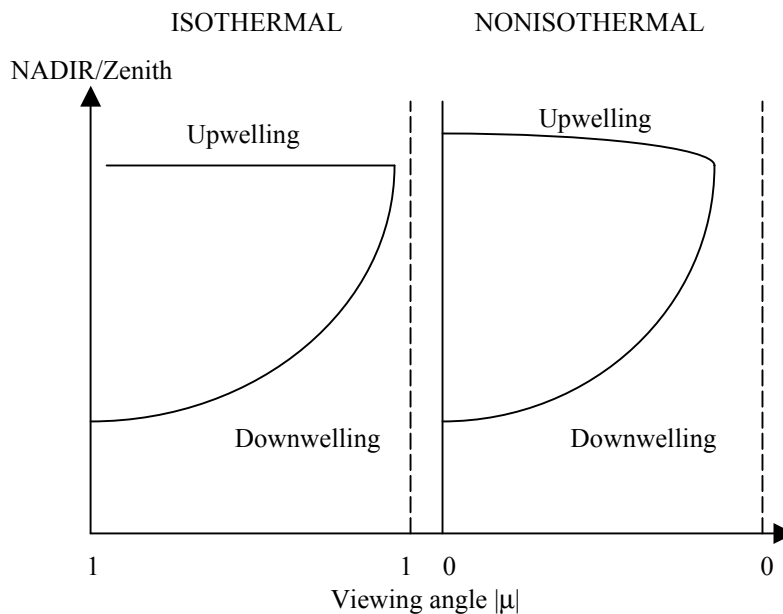 ISOTHERMAL NONISOTHERMAL
NADIR/Zenith
Upwelling
Upwelling
Downwelling
Downwelling
1 1 0 0
Viewing angle |μ|